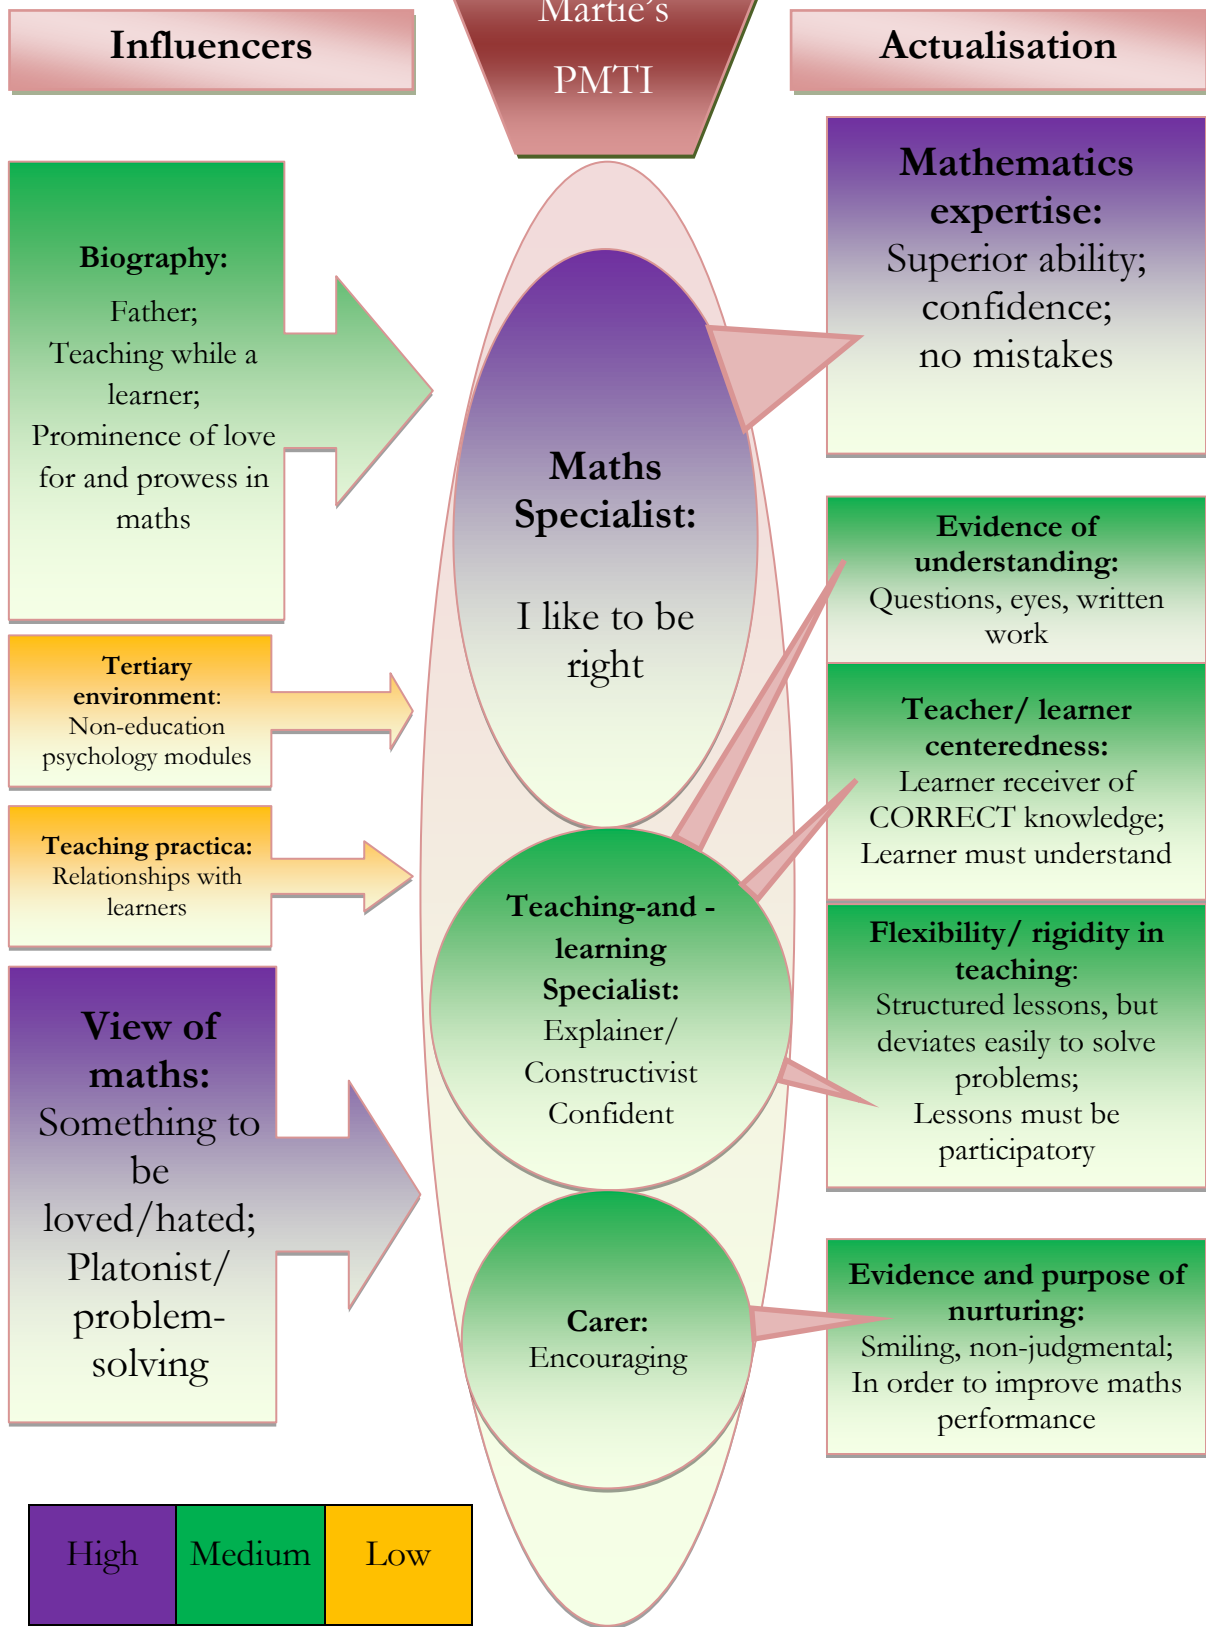 Influencers
Martie’s
PMTI
Actualisation
Biography:
Father;
Teaching while a
learner;
Prominence of love
for and prowess in
maths
Tertiary
environment:
Non-education
psychology modules
Teaching practica:
Relationships with
learners
View of
maths:
Something to
be
loved/hated;
Platonist/
problem-
solving
Maths
Specialist:
I like to be
right
Teaching-and -
learning
Specialist:
Explainer/
Constructivist
Confident
Carer:
Encouraging
Mathematics
expertise:
Superior ability;
confidence;
no mistakes
Evidence of
understanding:
Questions, eyes, written
work
Teacher/ learner
centeredness:
Learner receiver of
CORRECT knowledge;
Learner must understand
Flexibility/ rigidity in
teaching:
Structured lessons, but
deviates easily to solve
problems;
Lessons must be
participatory
Evidence and purpose of
nurturing:
Smiling, non-judgmental;
In order to improve maths
performance
High
Medium
Low